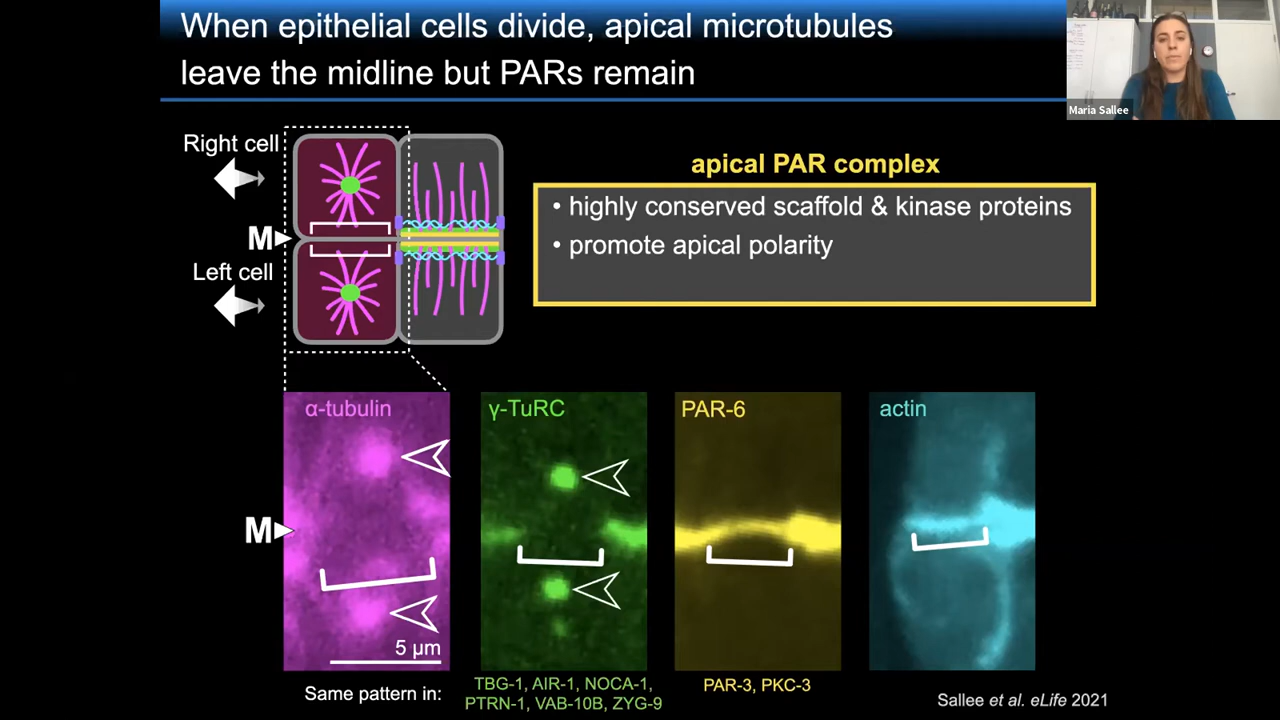 When epithelial cells divide, apical microtubules
leave the midline but PARs remain
Maria Sallee
Right cell
M
Left cell
apical PAR complex
• highly conserved scaffold & kinase proteins
• promote apical polarity
α-tubulin
γ-TuRC
PAR-6
actin
M
5 μm
Same pattern in:
TBG-1, AIR-1, NOCA-1,
PTRN-1, VAB-10B, ZYG-9
PAR-3, PKC-3
Sallee et al. eLife 2021